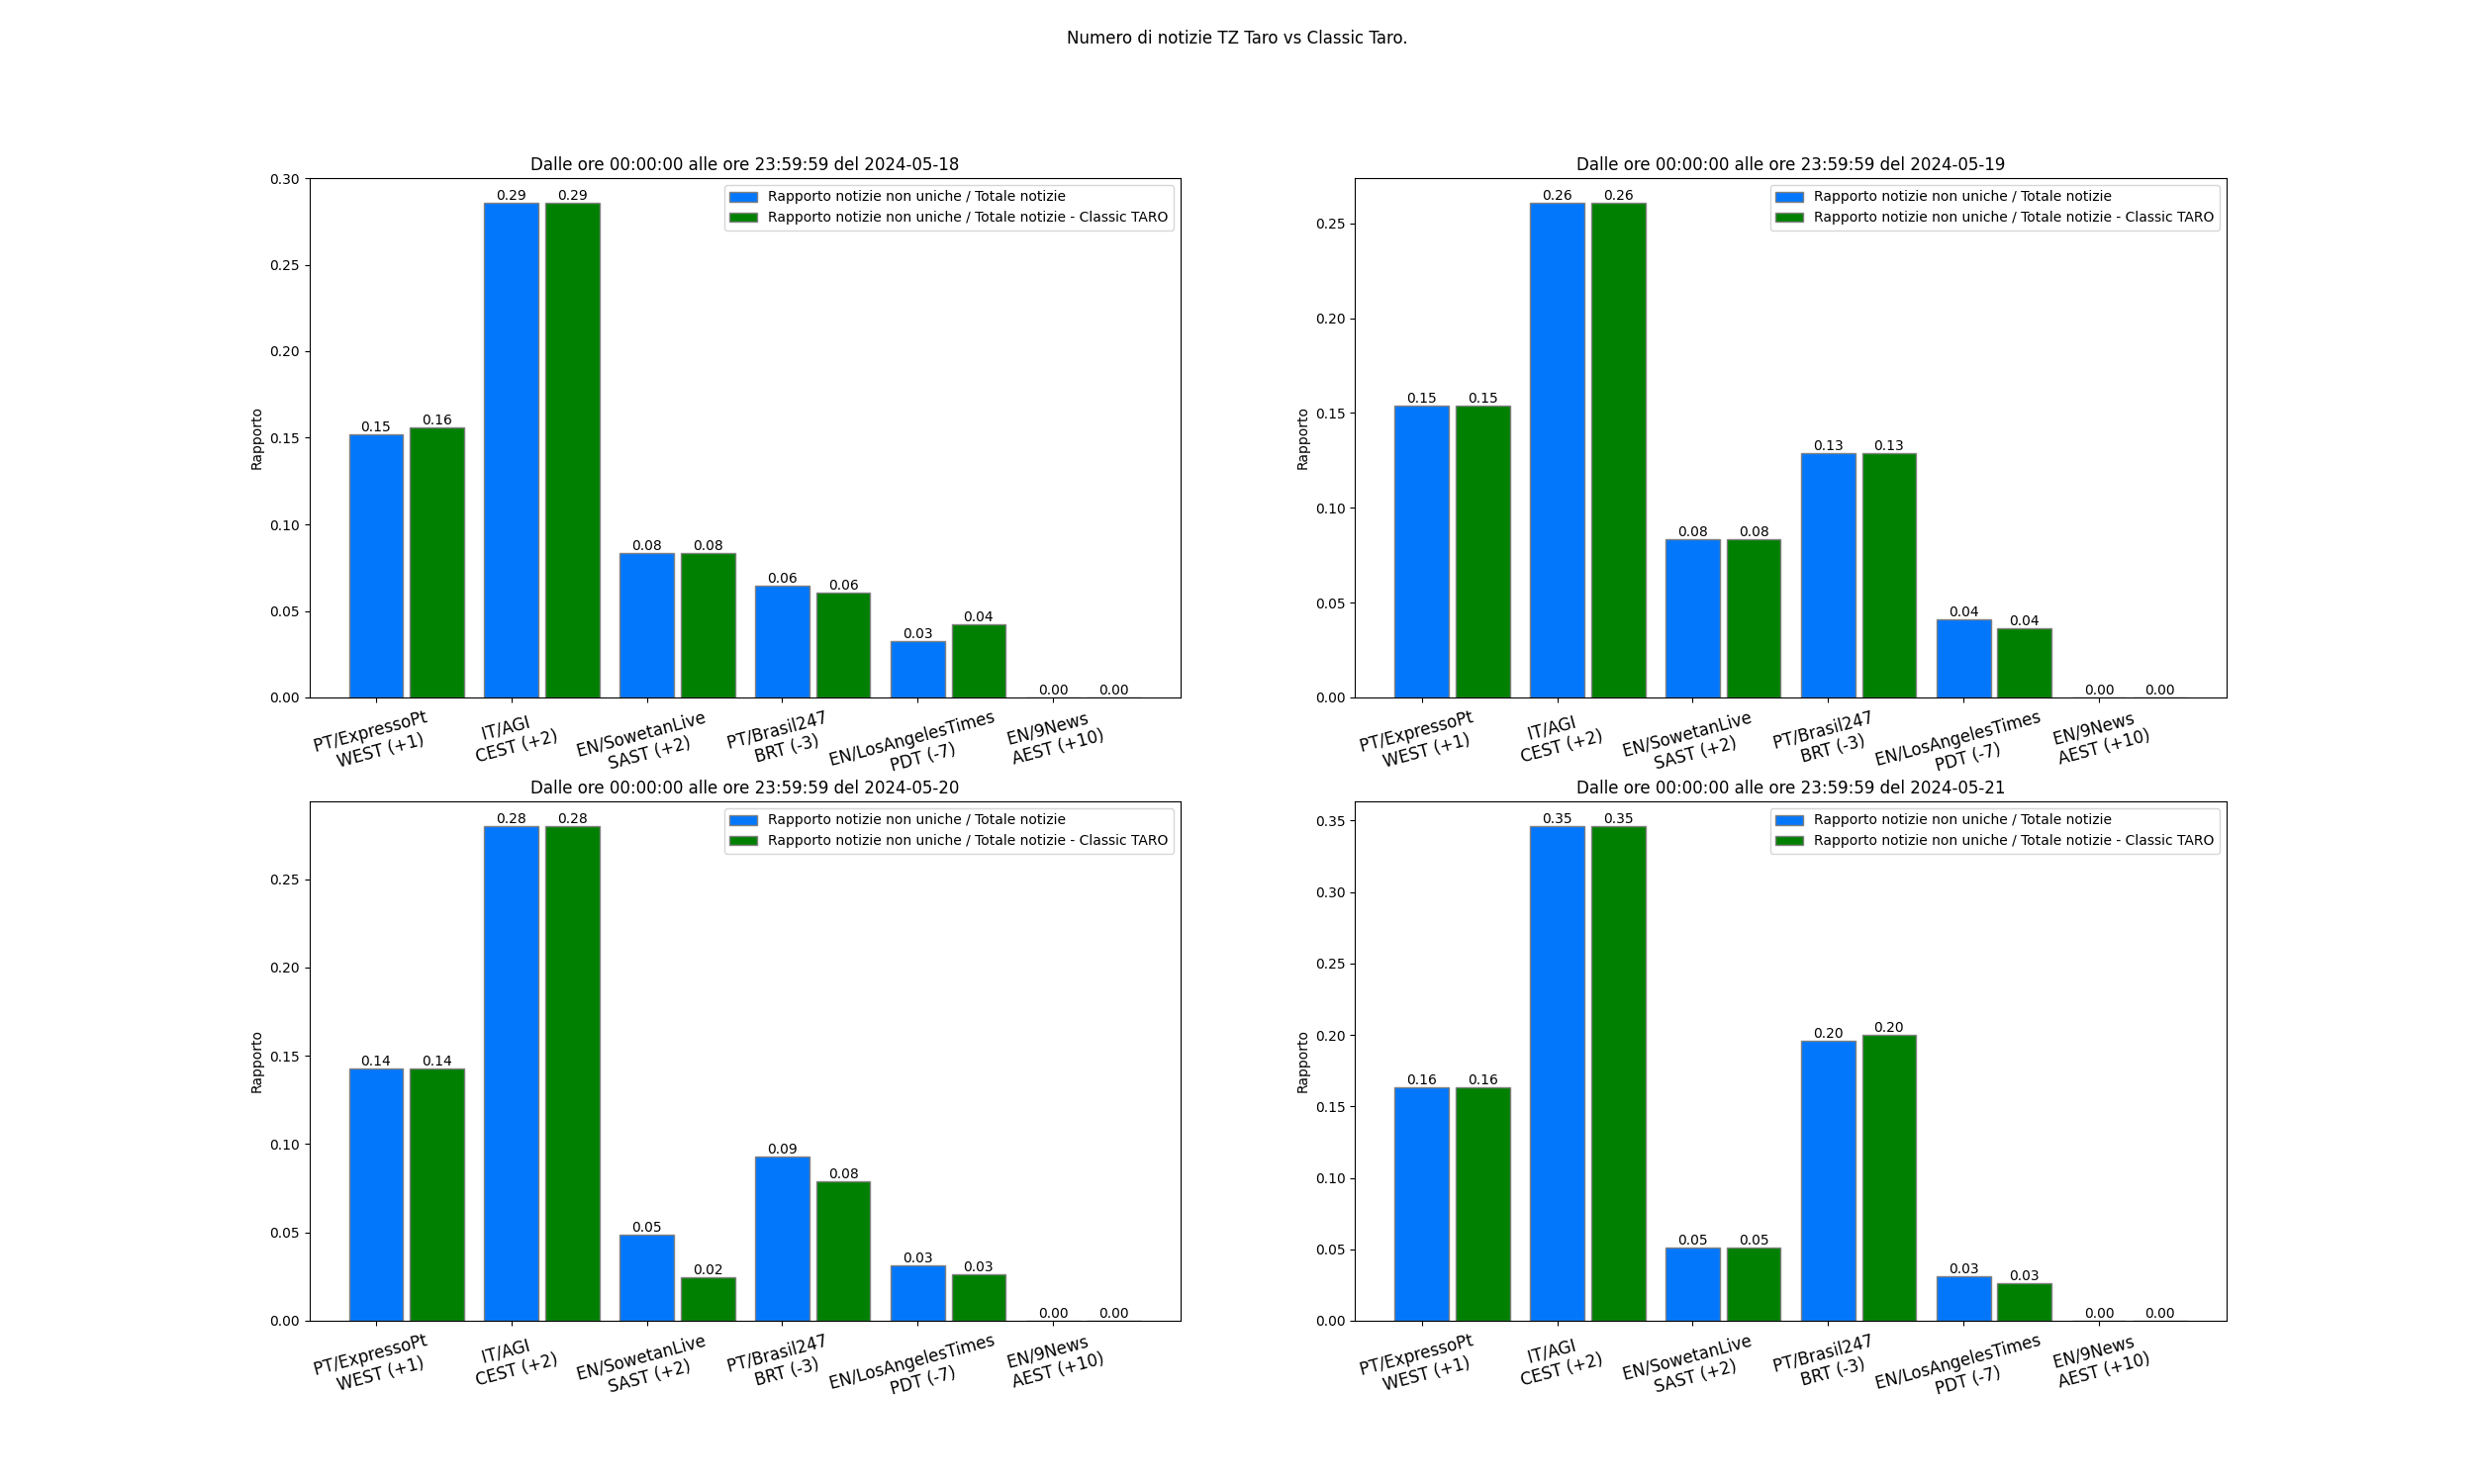 Numero di notizie TZ Taro vs Classic Taro.
Dalle ore 00:00:00 alle ore 23:59:59 del 2024-05-18
Rapporto notizie non uniche / Totale notizie
Rapporto notizie non uniche / Totale notizie - Classic TARO
Rapporto
0.30
0.25
0.20
0.15
0.10
0.05
0.00
0.15 0.16 0.29 0.29 0.08 0.08 0.06 0.06 0.03 0.04 0.00 0.00
PT/ExpressoPt
WEST (+1)
IT/AGI
CEST (+2)
EN/SowetanLive
SAST (+2)
PT/Brasil247
BRT (-3)
EN/LosAngelesTimes
PDT (-7)
EN/9News
AEST (+10)
Dalle ore 00:00:00 alle ore 23:59:59 del 2024-05-19
Rapporto notizie non uniche / Totale notizie
Rapporto notizie non uniche / Totale notizie - Classic TARO
Rapporto
0.25
0.20
0.15
0.10
0.05
0.00
0.15 0.15 0.26 0.26 0.08 0.08 0.13 0.13 0.04 0.04 0.00 0.00
PT/ExpressoPt
WEST (+1)
IT/AGI
CEST (+2)
EN/SowetanLive
SAST (+2)
PT/Brasil247
BRT (-3)
EN/LosAngelesTimes
PDT (-7)
EN/9News
AEST (+10)
Dalle ore 00:00:00 alle ore 23:59:59 del 2024-05-20
Rapporto notizie non uniche / Totale notizie
Rapporto notizie non uniche / Totale notizie - Classic TARO
Rapporto
0.25
0.20
0.15
0.10
0.05
0.00
0.14 0.14 0.28 0.28 0.05 0.02 0.09 0.08 0.03 0.03 0.00 0.00
PT/ExpressoPt
WEST (+1)
IT/AGI
CEST (+2)
EN/SowetanLive
SAST (+2)
PT/Brasil247
BRT (-3)
EN/LosAngelesTimes
PDT (-7)
EN/9News
AEST (+10)
Dalle ore 00:00:00 alle ore 23:59:59 del 2024-05-21
Rapporto notizie non uniche / Totale notizie
Rapporto notizie non uniche / Totale notizie - Classic TARO
Rapporto
0.35
0.30
0.25
0.20
0.15
0.10
0.05
0.00
0.16 0.16 0.35 0.35 0.05 0.05 0.20 0.20 0.03 0.03 0.00 0.00
PT/ExpressoPt
WEST (+1)
IT/AGI
CEST (+2)
EN/SowetanLive
SAST (+2)
PT/Brasil247
BRT (-3)
EN/LosAngelesTimes
PDT (-7)
EN/9News
AEST (+10)